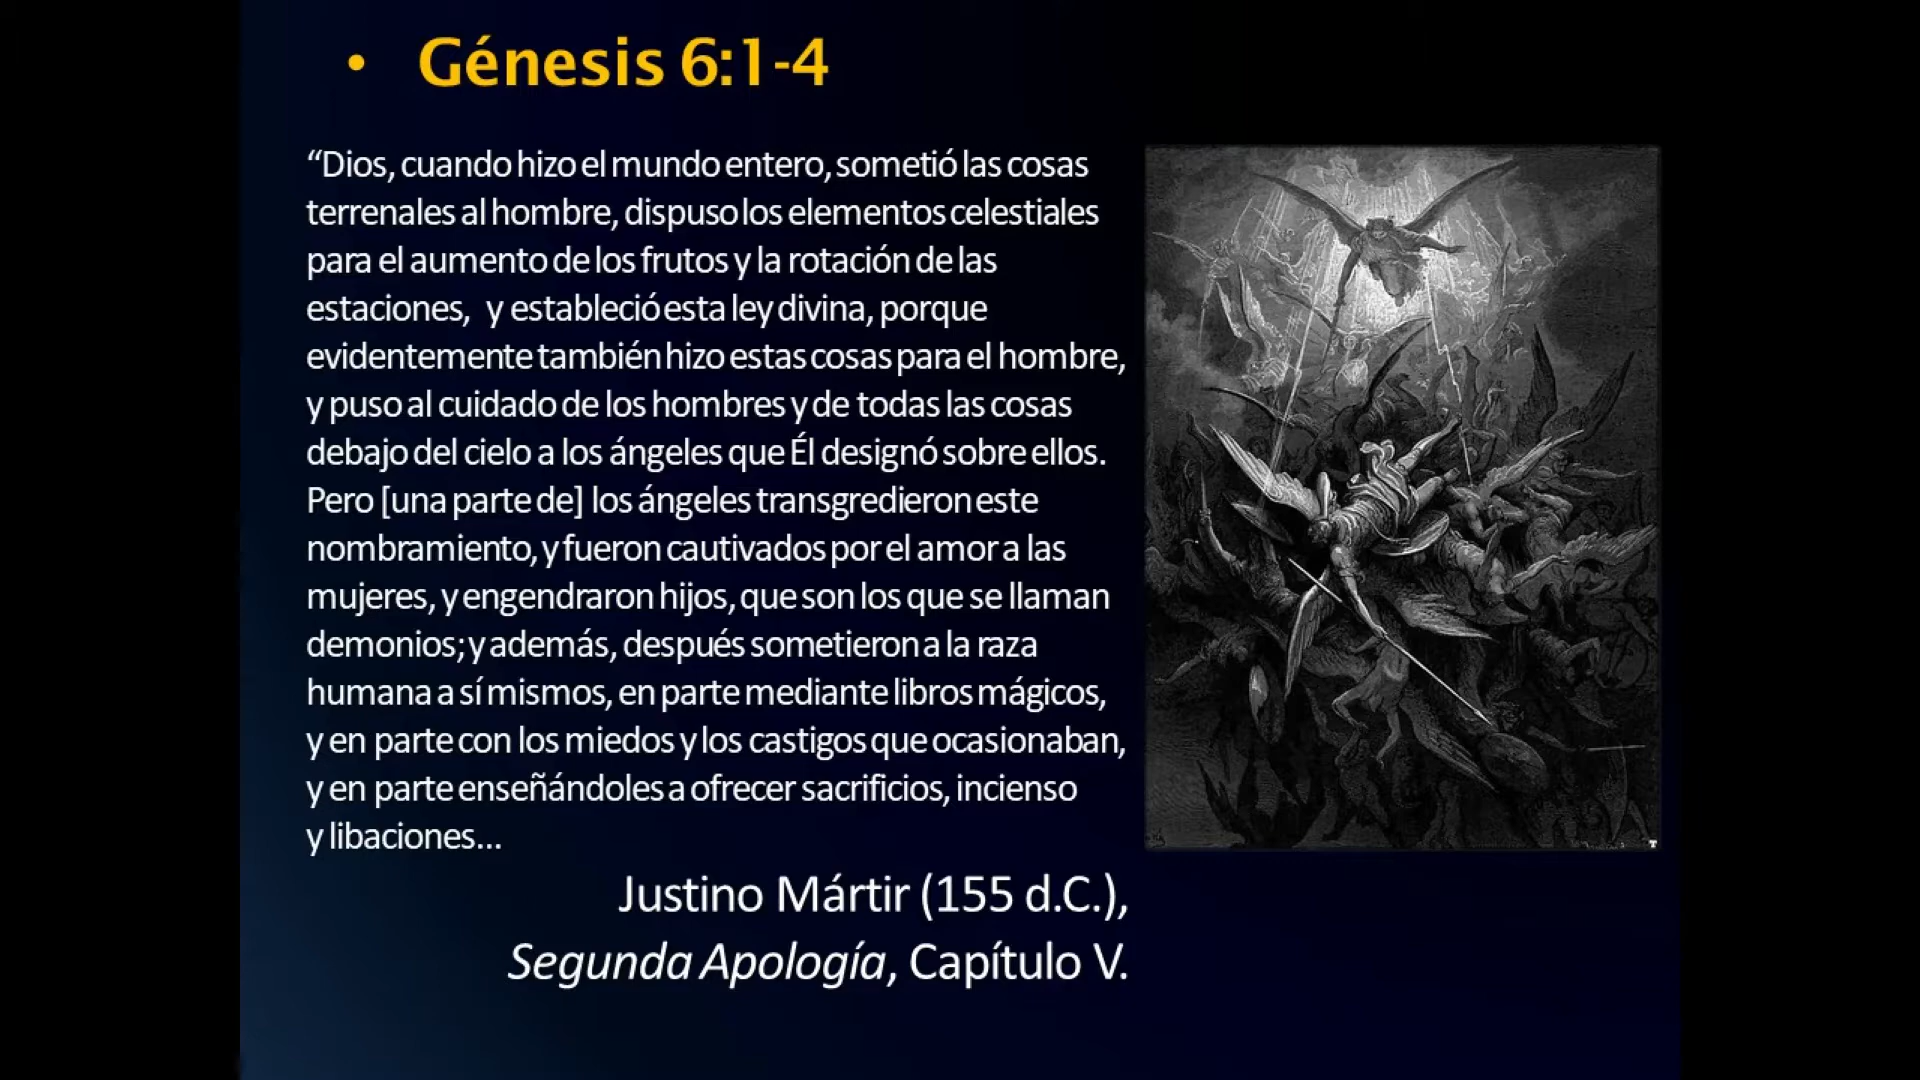 • Génesis 6:1-4
“Dios, cuando hizo el mundo entero, sometió las cosas
terrenales al hombre, dispuso los elementos celestiales
para el aumento de los frutos y la rotación de las
estaciones, y estableció esta ley divina, porque
evidentemente también hizo estas cosas para el hombre,
y puso al cuidado de los hombres y de todas las cosas
debajo del cielo a los ángeles que Él designó sobre ellos.
Pero [una parte de] los ángeles transgredieron este
nombramiento, y fueron cautivados por el amor a las
mujeres, y engendraron hijos, que son los que se llaman
demonios; y además, después sometieron a la raza
humana a sí mismos, en parte mediante libros mágicos,
y en parte con los miedos y los castigos que ocasionaban,
y en parte enseñándoles a ofrecer sacrificios, incienso
y libaciones...
Justino Mártir (155 d.C.),
Segunda Apología, Capítulo V.